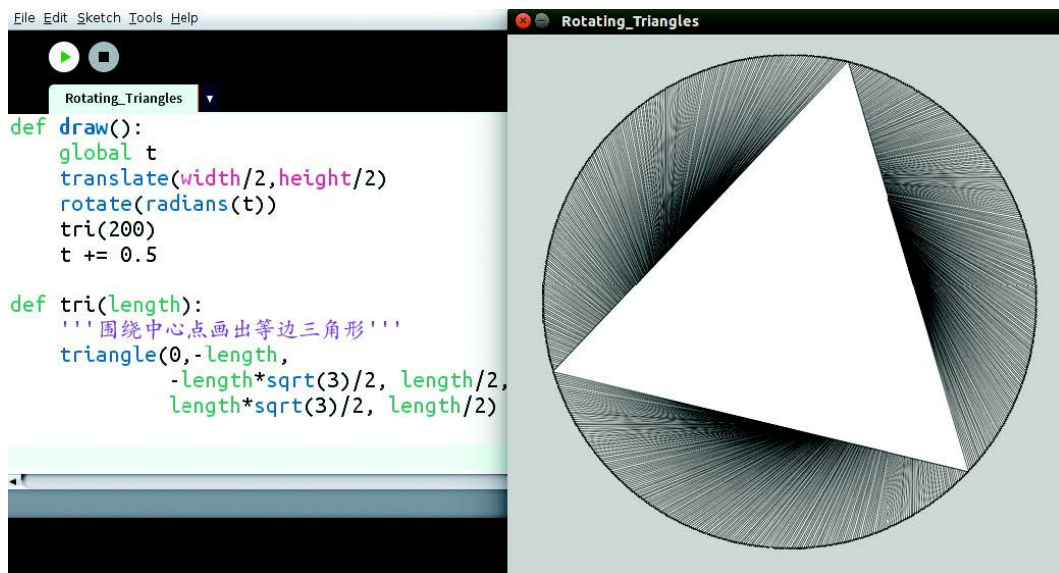 File Edit Sketch Tools Help
Rotating_Triangles
Rotating_Triangles
def draw():
    global t
    translate(width/2,height/2)
    rotate(radians(t))
    tri(200)
    t += 0.5
def tri(length):
    '''围绕中心点画出等边三角形'''
    triangle(0,-length,
             -length*sqrt(3)/2, length/2,
             length*sqrt(3)/2, length/2)